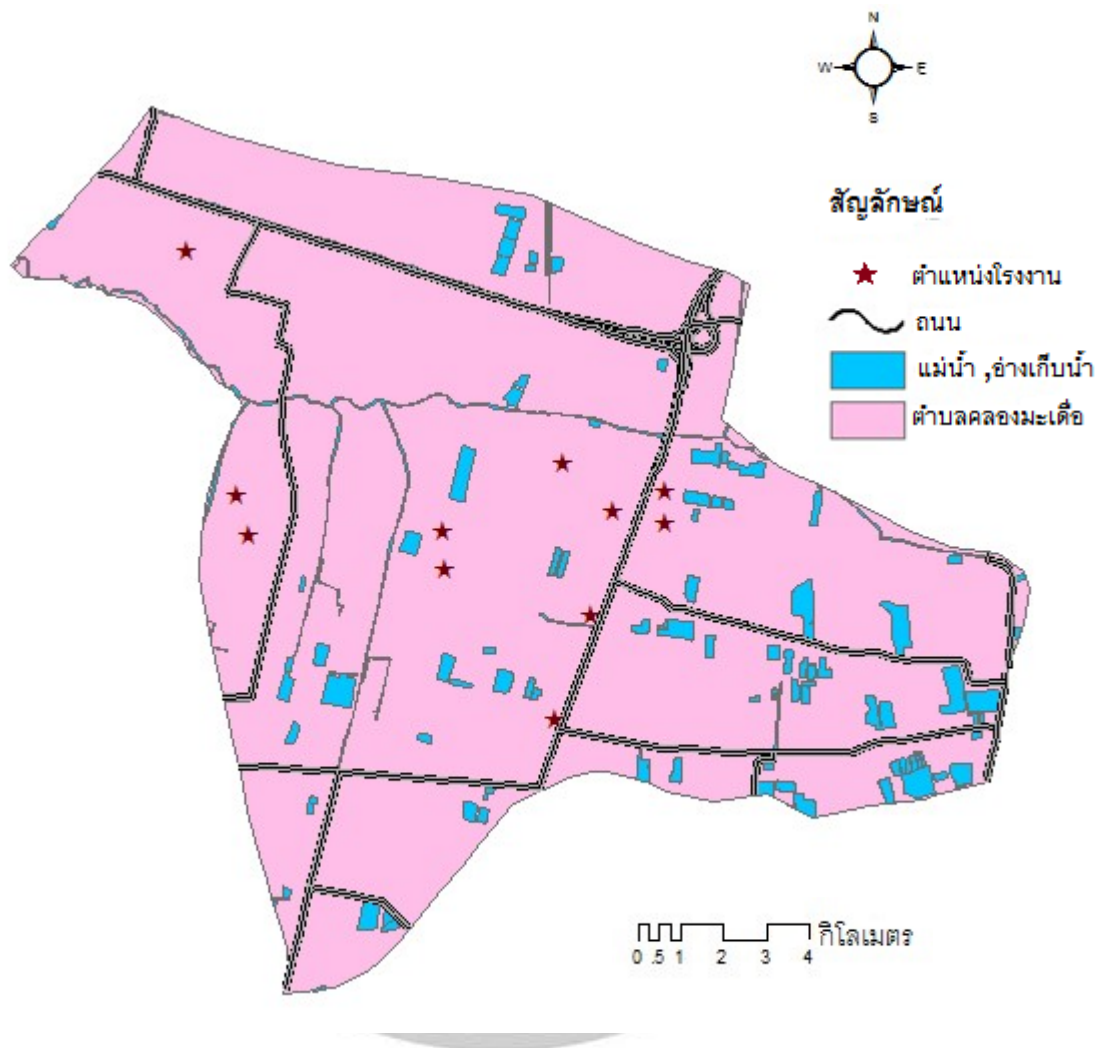 N
W E
S
สัญลักษณ์
ตำแหน่งโรงงาน
ถนน
แม่น้ำ ,อ่างเก็บน้ำ
ตำบลคลองมะเดื่อ
กิโลเมตร
0 .5 1 2 3 4